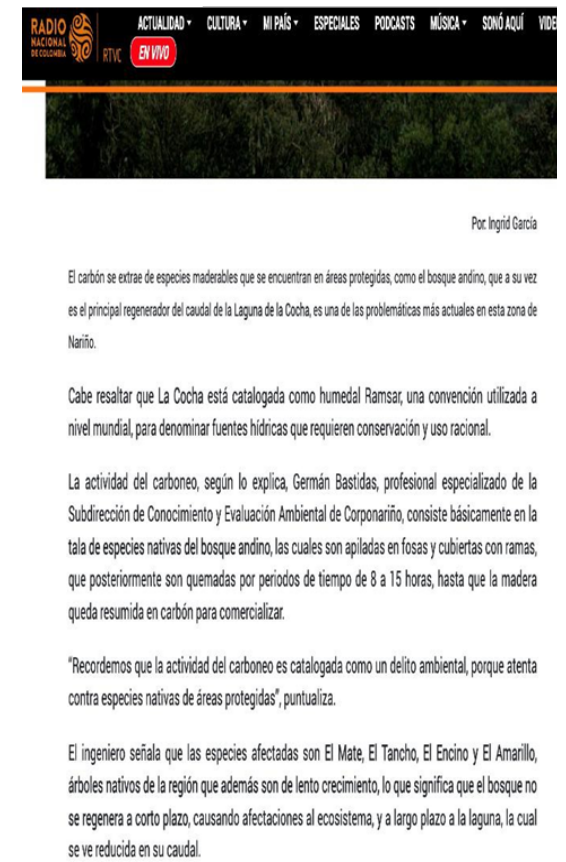 RADIO
NACIONAL
DE COLOMBIA
RTVC
ACTUALIDAD CULTURA MI PAÍS ESPECIALES PODCASTS MÚSICA SONÓ AQUÍ VIDE
EN VIVO
Por: Ingrid García
El carbón se extrae de especies maderables que se encuentran en áreas protegidas, como el bosque andino, que a su vez
es el principal regenerador del caudal de la Laguna de la Cocha, es una de las problemáticas más actuales en esta zona de
Nariño.
Cabe resaltar que La Cocha está catalogada como humedal Ramsar, una convención utilizada a
nivel mundial, para denominar fuentes hídricas que requieren conservación y uso racional.
La actividad del carboneo, según lo explica, Germán Bastidas, profesional especializado de la
Subdirección de Conocimiento y Evaluación Ambiental de Corponariño, consiste básicamente en la
tala de especies nativas del bosque andino, las cuales son apiladas en fosas y cubiertas con ramas,
que posteriormente son quemadas por periodos de tiempo de 8 a 15 horas, hasta que la madera
queda resumida en carbón para comercializar.
“Recordemos que la actividad del carboneo es catalogada como un delito ambiental, porque atenta
contra especies nativas de áreas protegidas”, puntualiza.
El ingeniero señala que las especies afectadas son El Mate, El Tancho, El Encino y El Amarillo,
árboles nativos de la región que además son de lento crecimiento, lo que significa que el bosque no
se regenera a corto plazo, causando afectaciones al ecosistema, y a largo plazo a la laguna, la cual
se ve reducida en su caudal.